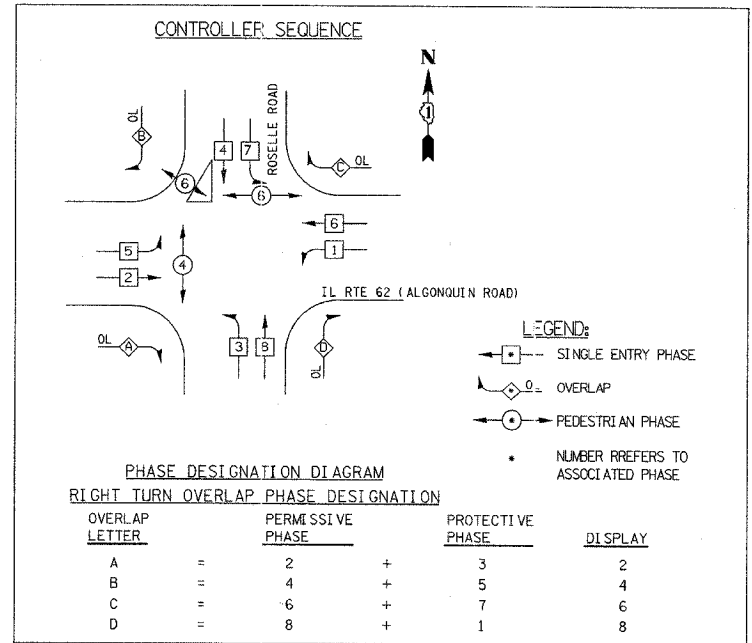 CONTROLLER SEQUENCE
N
1
OL
B
4
7
ROSELLE ROAD
C
OL
6
6
6
1
5
2
4
IL RTE 62 (ALGONQUIN ROAD)
OL
A
3
8
D
OL
LEGEND:
* SINGLE ENTRY PHASE
* OL OVERLAP
* PEDESTRIAN PHASE
* NUMBER RREFERS TO
ASSOCIATED PHASE
PHASE DESIGNATION DIAGRAM
RIGHT TURN OVERLAP PHASE DESIGNATION
OVERLAP PERMISSIVE PROTECTIVE
LETTER PHASE PHASE DISPLAY
A = 2 + 3 2
B = 4 + 5 4
C = 6 + 7 6
D = 8 + 1 8